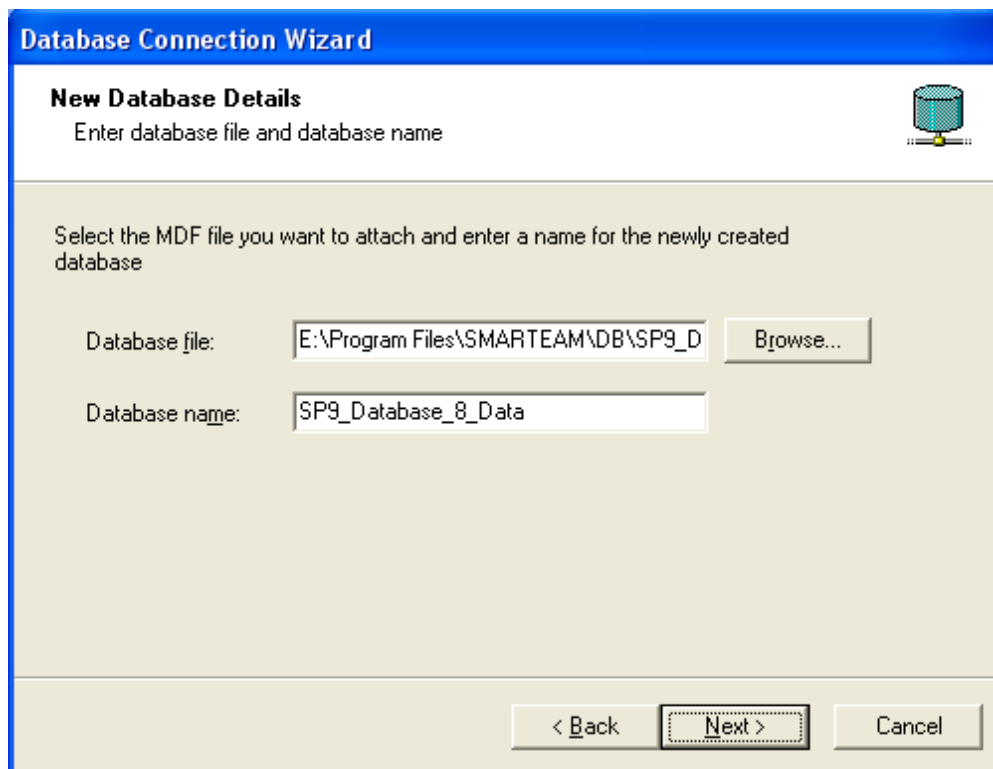 Database Connection Wizard
New Database Details
Enter database file and database name
Select the MDF file you want to attach and enter a name for the newly created
database
Database file: E:\Program Files\SMARTEAM\DB\SP9_D Browse...
Database name: SP9_Database_8_Data
< Back Next > Cancel